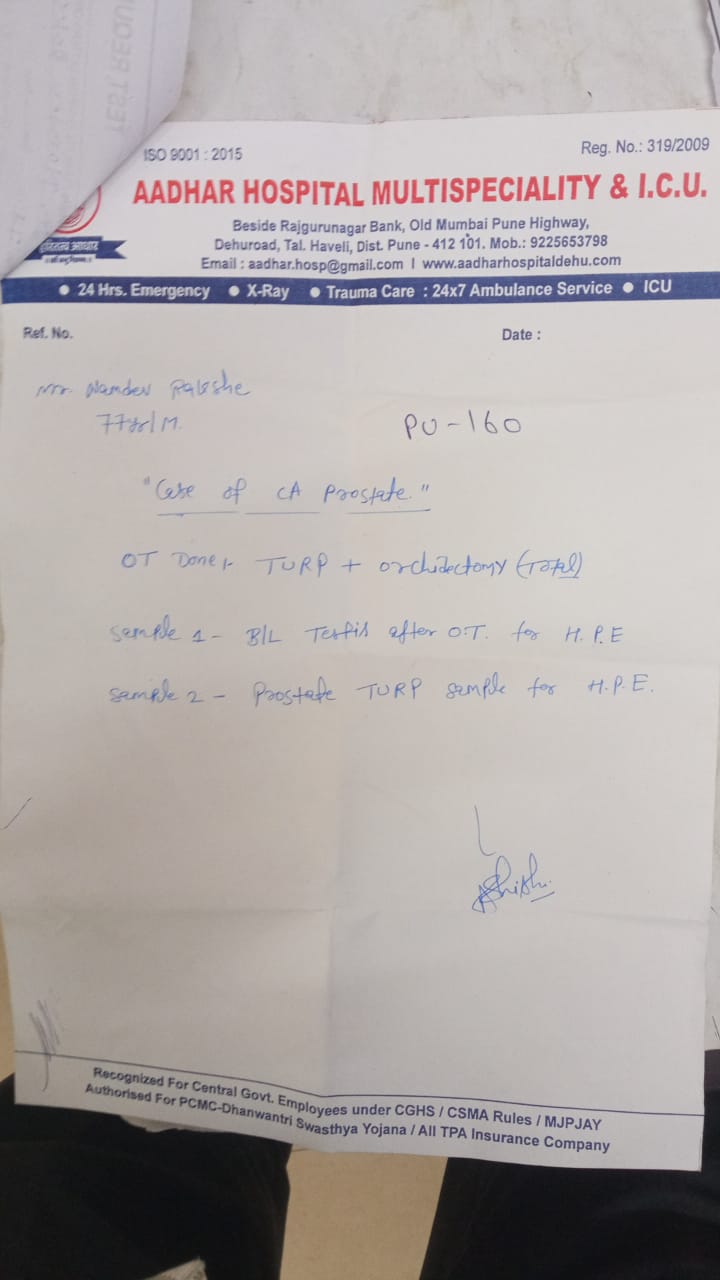 TEST REQU
ISO 9001 : 2015
Reg. No.: 319/2009
AADHAR HOSPITAL MULTISPECIALITY & I.C.U.
Beside Rajgurunagar Bank, Old Mumbai Pune Highway,
Dehuroad, Tal. Haveli, Dist. Pune - 412 101. Mob.: 9225653798
Email : aadhar.hosp@gmail.com | www.aadharhospitaldehu.com
• 24 Hrs. Emergency • X-Ray • Trauma Care : 24x7 Ambulance Service • ICU
Ref. No.
Date :
Mr. Namdev Rakshe
77yr/M.
PU-160
"Case of CA Prostate."
OT Done :- TURP + orchidectomy (Total)
Sample 1 - B/L Testis after O.T. for H.P.E
Sample 2 - Prostate TURP sample for H.P.E.
Recognized For Central Govt. Employees under CGHS / CSMA Rules / MJPJAY
Authorised For PCMC-Dhanwantri Swasthya Yojana / All TPA Insurance Company